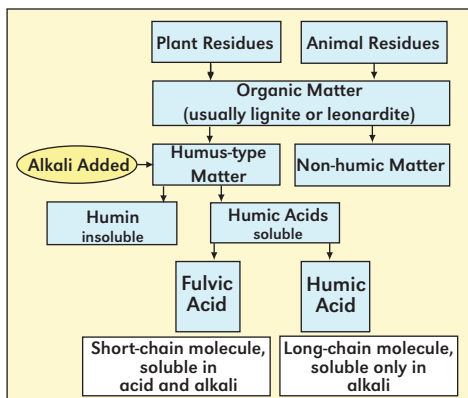 Plant Residues
Animal Residues
Organic Matter
(usually lignite or leonardite)
Alkali Added
Humus-type
Matter
Non-humic Matter
Humin
insoluble
Humic Acids
soluble
Fulvic
Acid
Humic
Acid
Short-chain molecule,
soluble in
acid and alkali
Long-chain molecule,
soluble only in
alkali